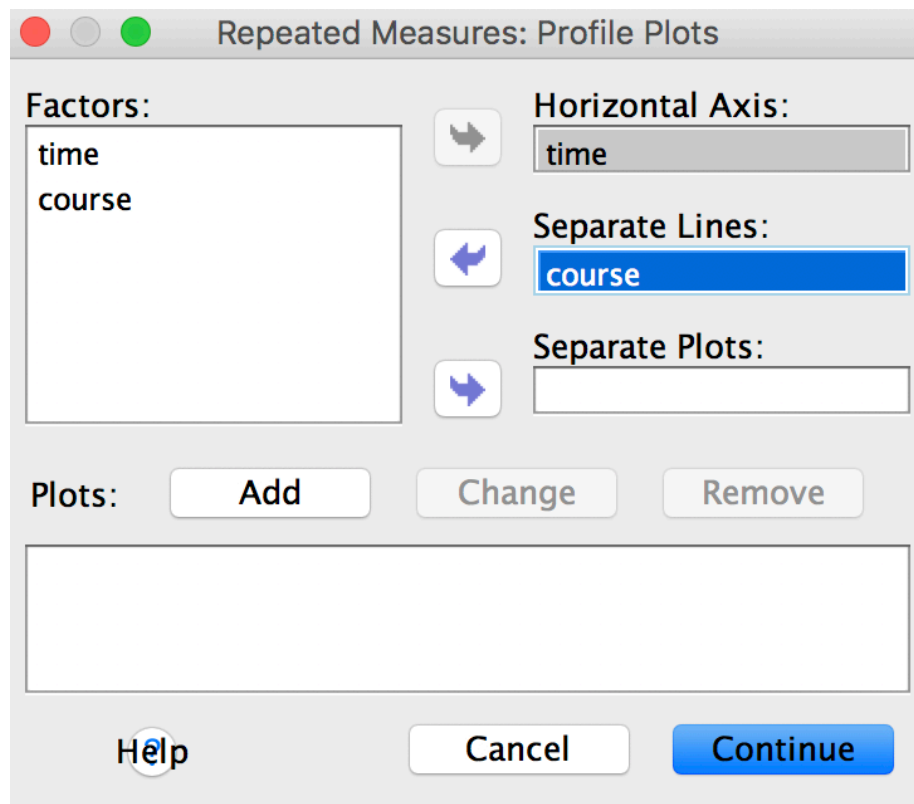 Repeated Measures: Profile Plots
Factors:
time
course
Horizontal Axis:
time
Separate Lines:
course
Separate Plots:
Plots:
Add
Change
Remove
Help
Cancel
Continue